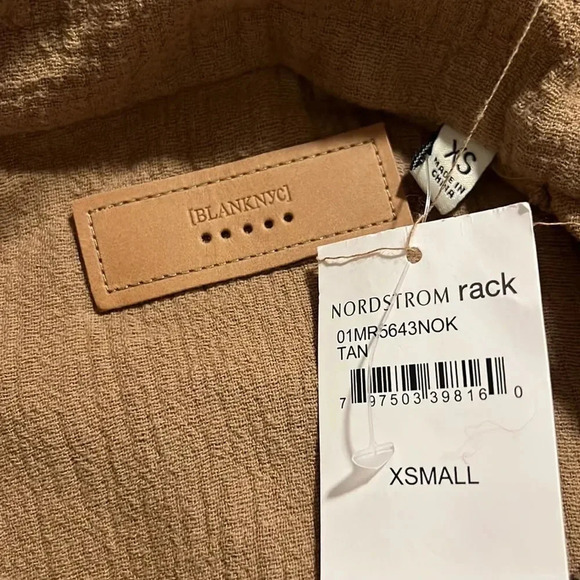 [BLANKNYC]
XS
MADE IN
CHINA
NORDSTROM rack
01MR5643NOK
TAN
7 97503 39816 0
XSMALL